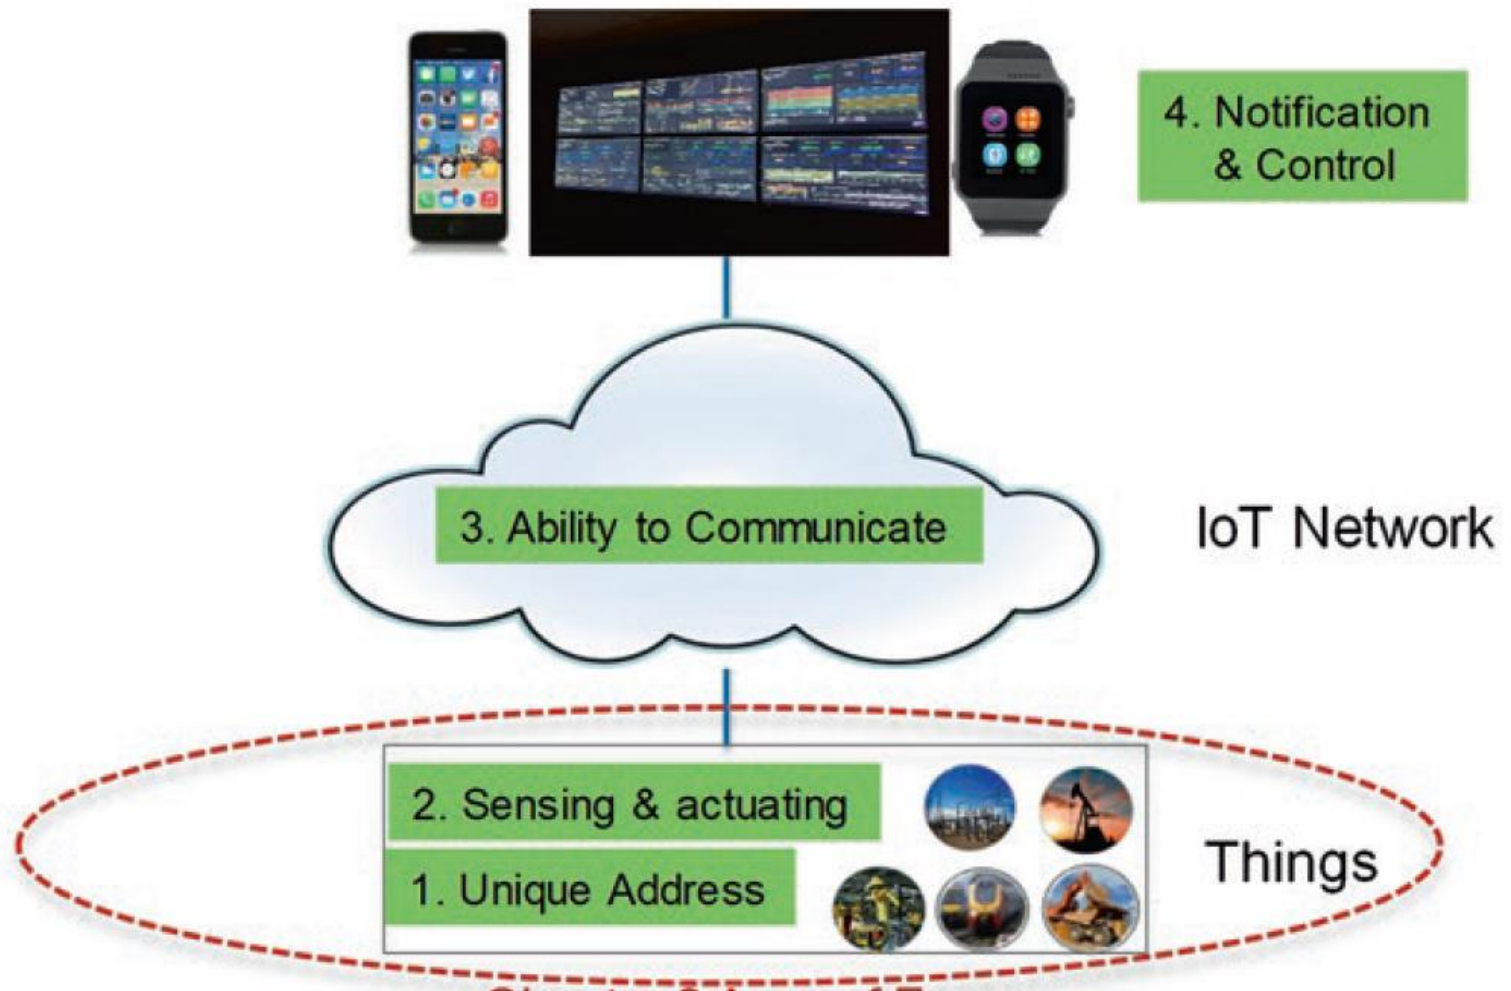 4. Notification
& Control
3. Ability to Communicate
IoT Network
2. Sensing & actuating
Things
1. Unique Address